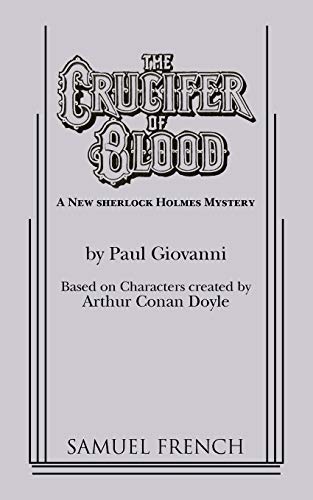 THE
CRUCIFER
OF
BLOOD
A NEW SHERLOCK HOLMES MYSTERY
by Paul Giovanni
Based on Characters created by
Arthur Conan Doyle
SAMUEL FRENCH